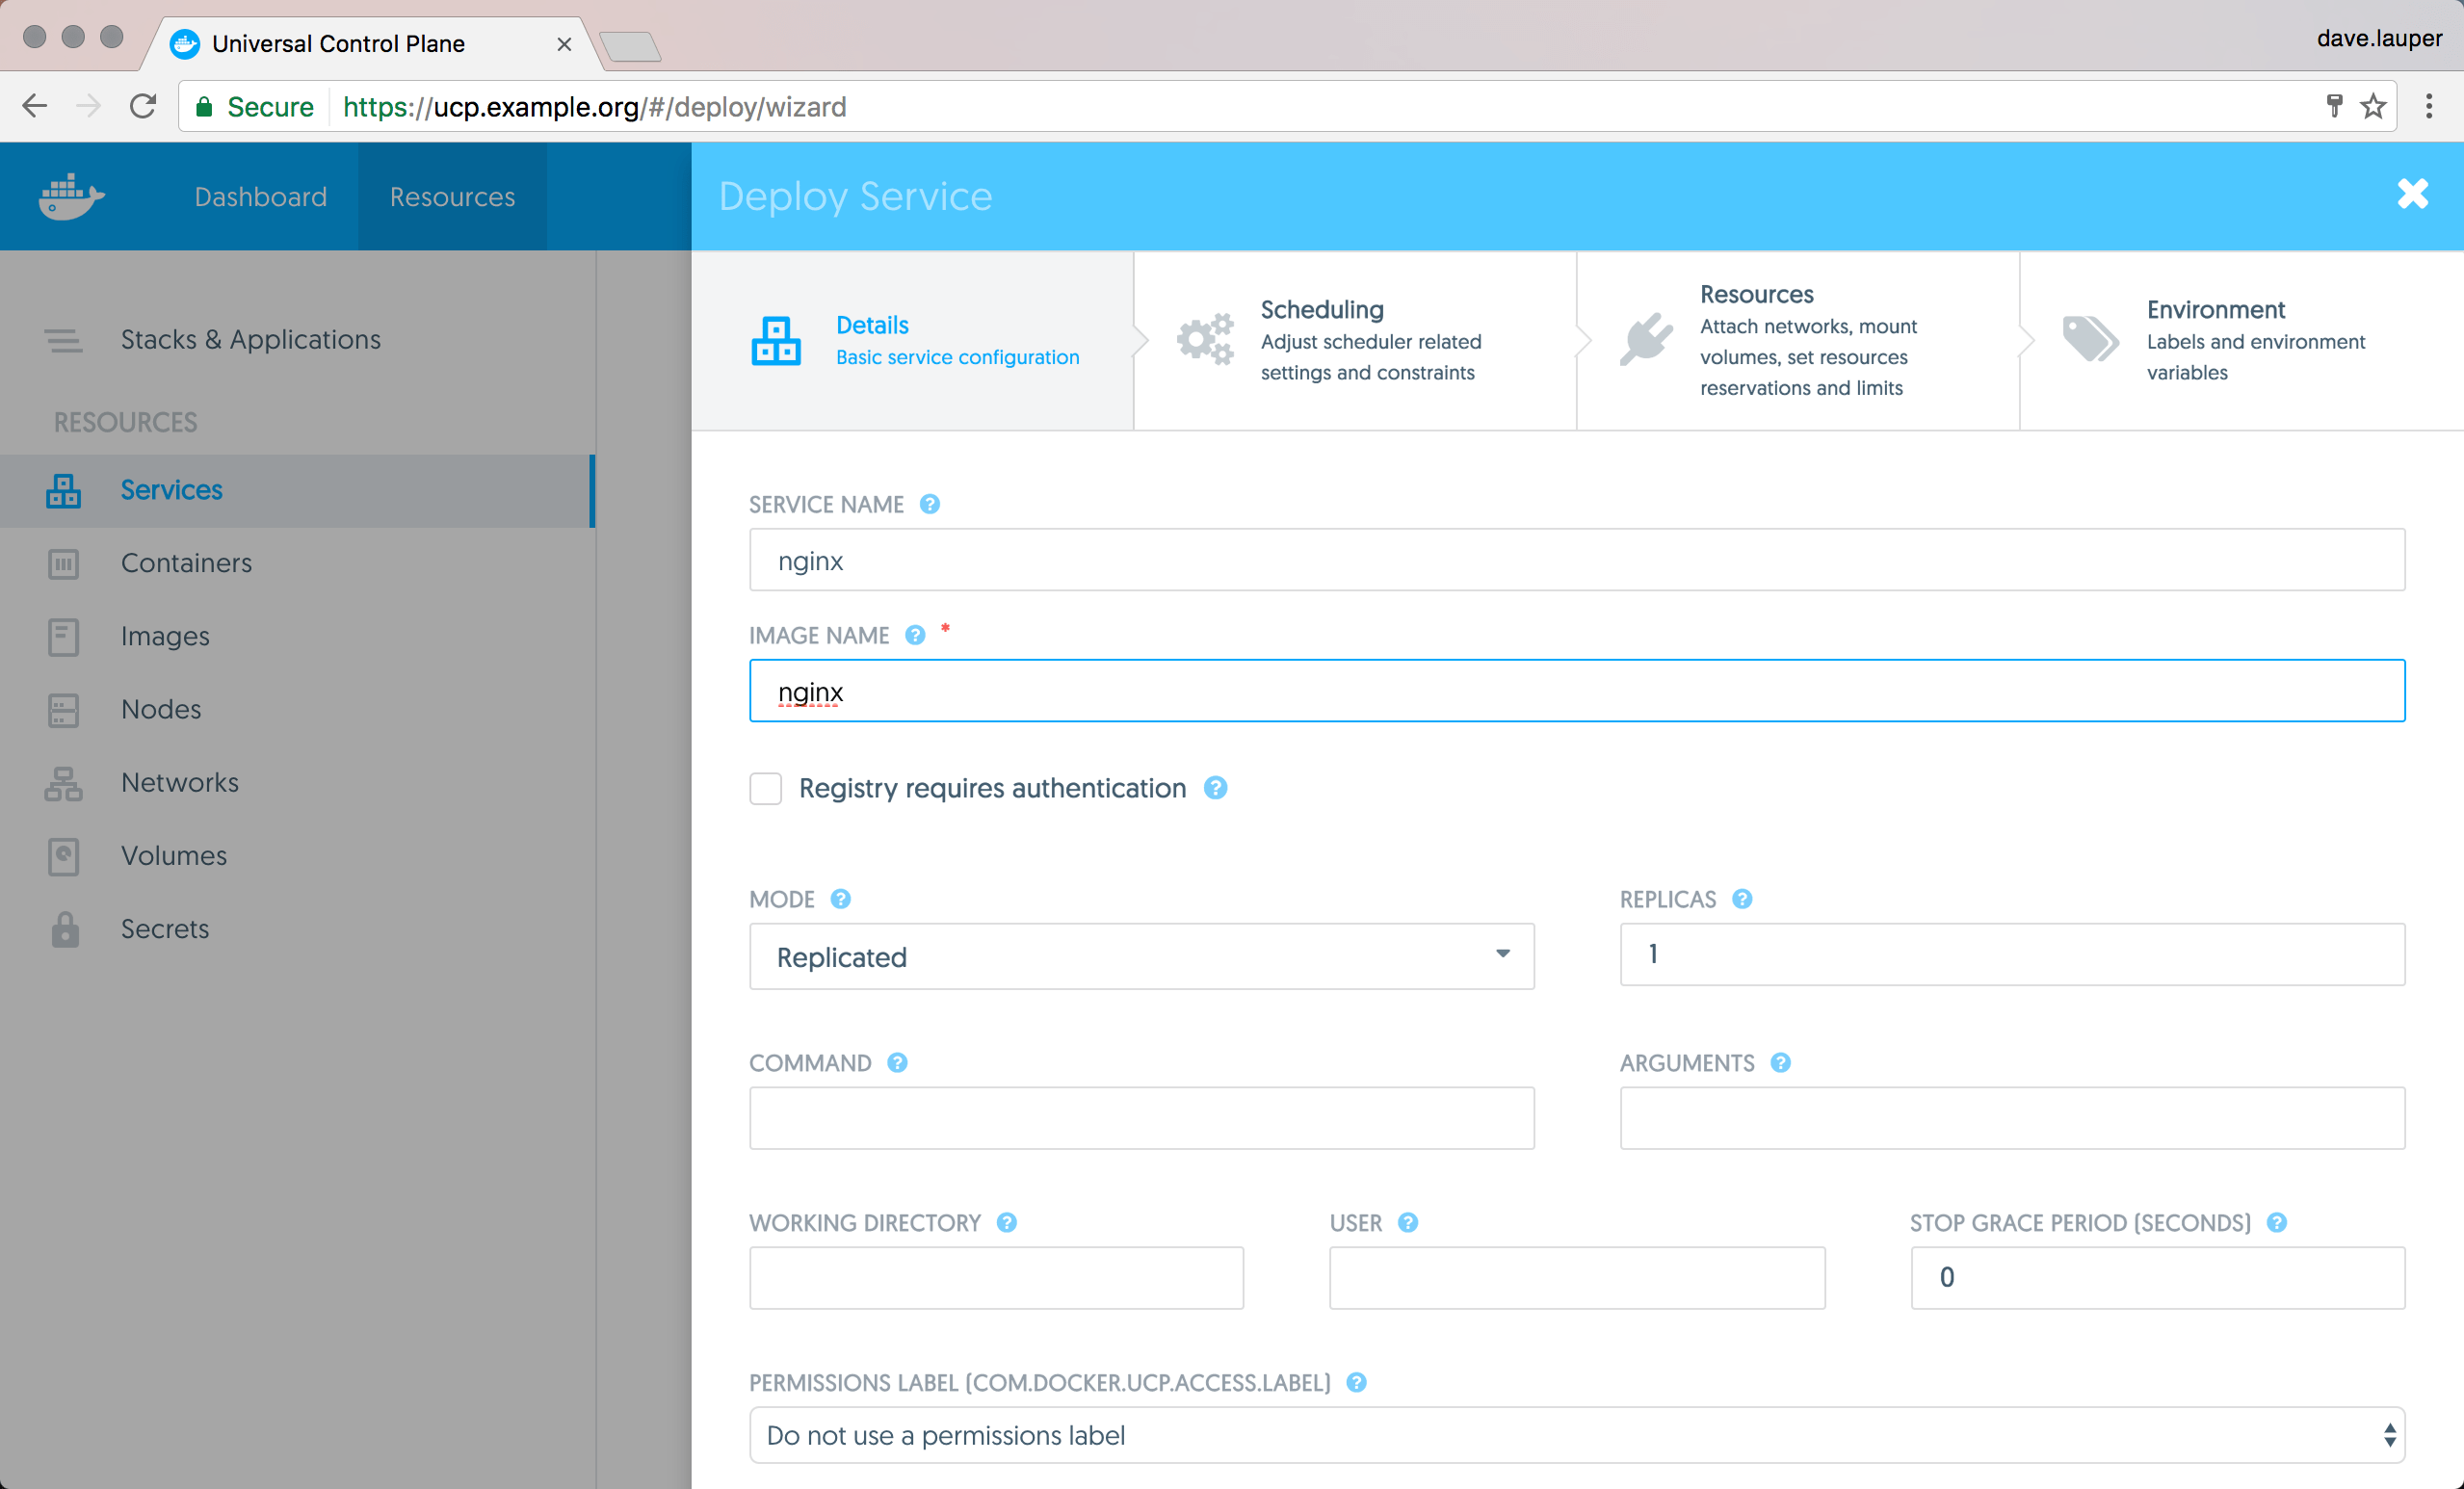 Universal Control Plane
dave.lauper
Secure https://ucp.example.org/#/deploy/wizard
Dashboard
Resources
Deploy Service
Stacks & Applications
RESOURCES
Services
Containers
Images
Nodes
Networks
Volumes
Secrets
Details
Basic service configuration
Scheduling
Adjust scheduler related
settings and constraints
Resources
Attach networks, mount
volumes, set resources
reservations and limits
Environment
Labels and environment
variables
SERVICE NAME ?
nginx
IMAGE NAME ? *
nginx
Registry requires authentication ?
MODE ?
Replicated
REPLICAS ?
1
COMMAND ?
ARGUMENTS ?
WORKING DIRECTORY ?
USER ?
STOP GRACE PERIOD (SECONDS) ?
0
PERMISSIONS LABEL (COM.DOCKER.UCP.ACCESS.LABEL) ?
Do not use a permissions label